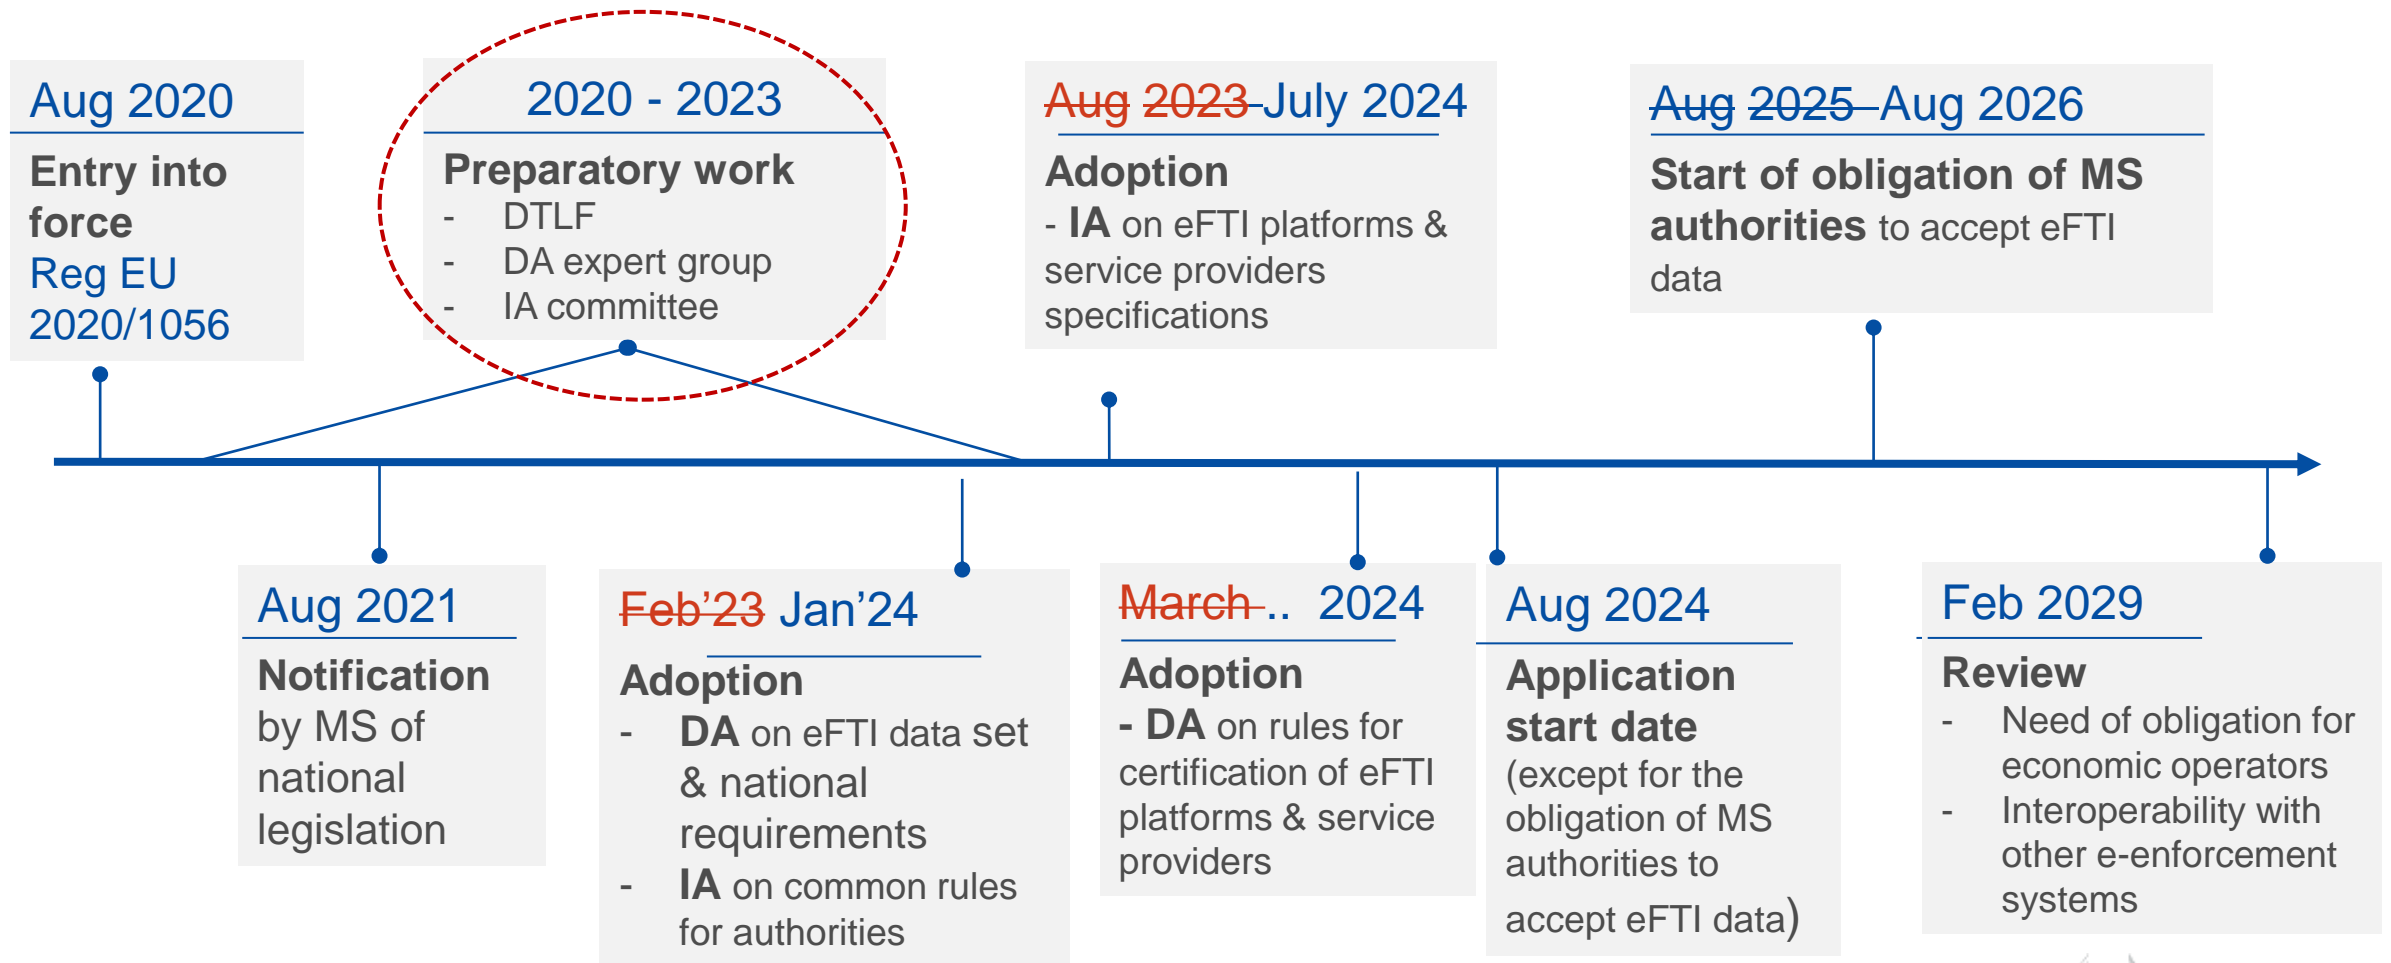 Aug 2020
Entry into
force
Reg EU
2020/1056
2020 - 2023
Preparatory work
- DTLF
- DA expert group
- IA committee
Aug 2023 July 2024
Adoption
- IA on eFTI platforms &
service providers
specifications
Aug 2025 Aug 2026
Start of obligation of MS
authorities to accept eFTI
data
Aug 2021
Notification
by MS of
national
legislation
Feb’23 Jan’24
Adoption
- DA on eFTI data set
& national
requirements
- IA on common rules
for authorities
March .. 2024
Adoption
- DA on rules for
certification of eFTI
platforms & service
providers
Aug 2024
Application
start date
(except for the
obligation of MS
authorities to
accept eFTI data)
Feb 2029
Review
- Need of obligation for
economic operators
- Interoperability with
other e-enforcement
systems